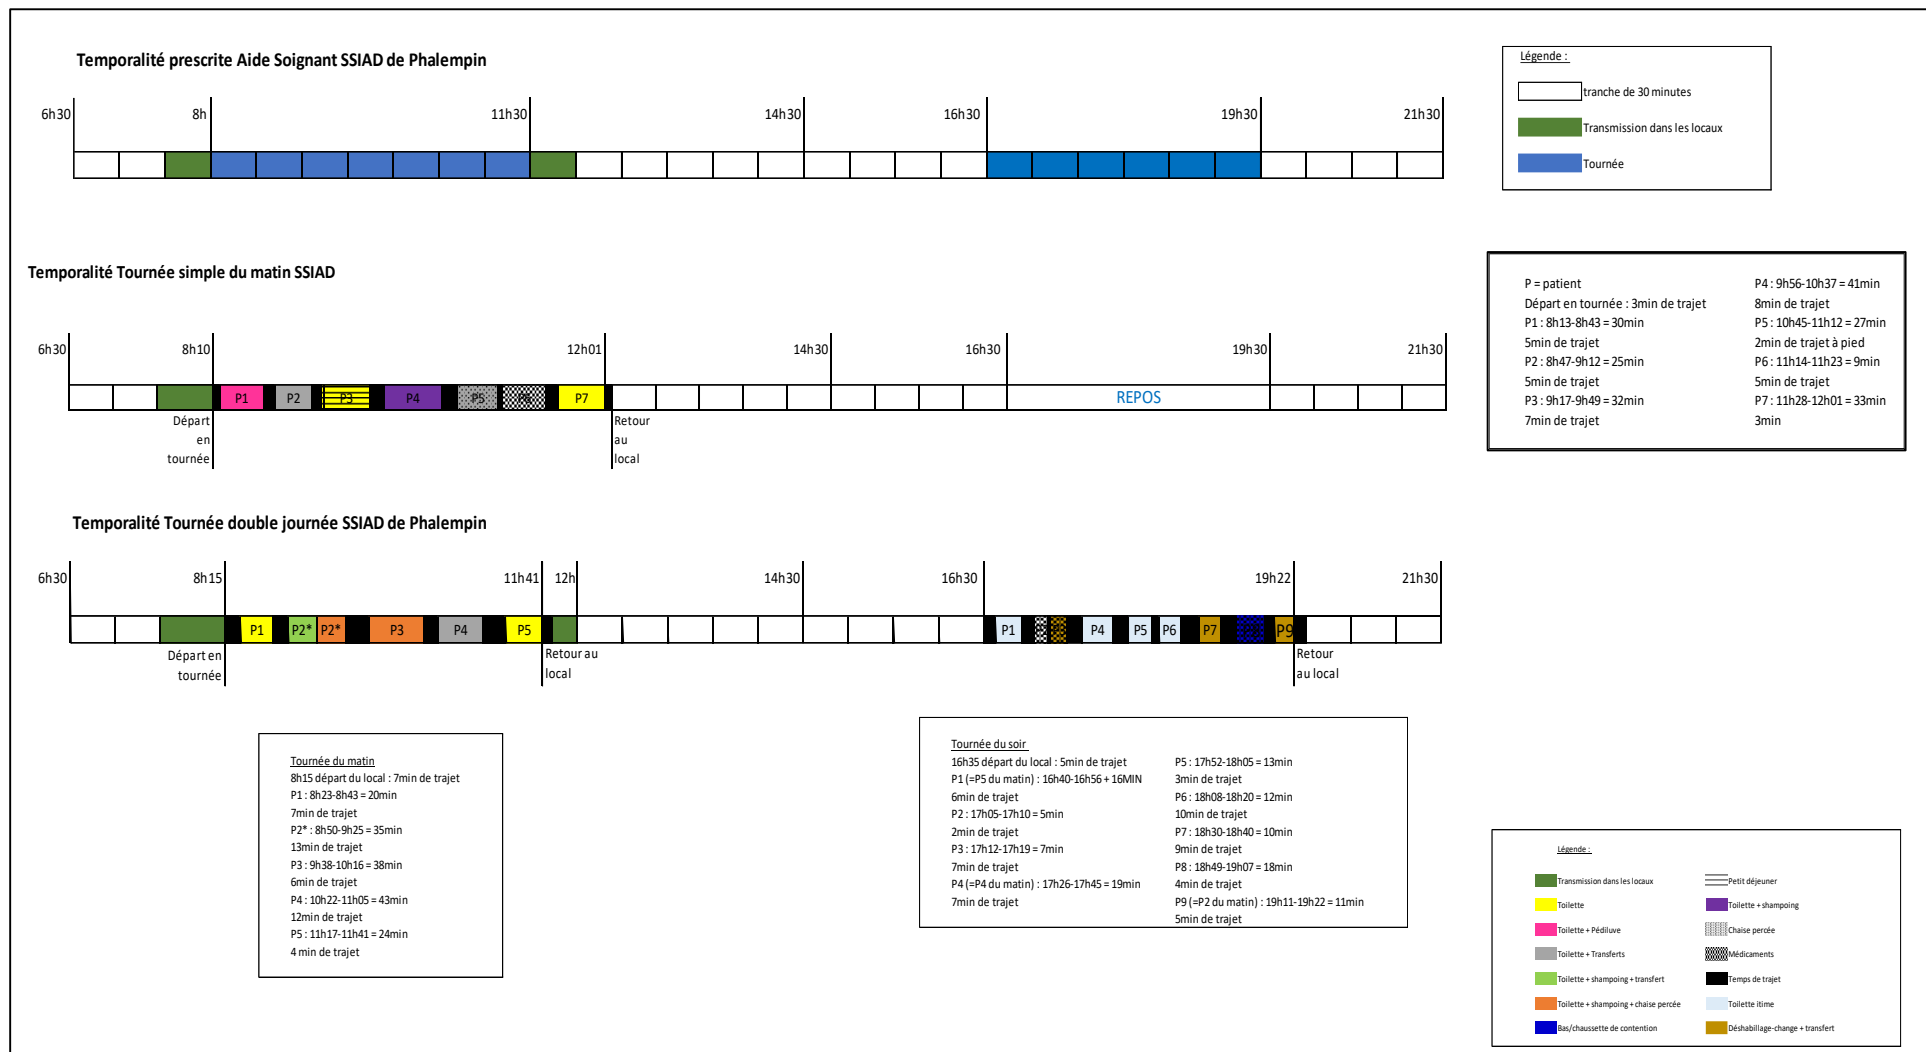 Temporalité prescrite Aide Soignant SSIAD de Phalempin
6h30
8h
11h30
14h30
16h30
19h30
21h30
Légende :
tranche de 30 minutes
Transmission dans les locaux
Tournée
Temporalité Tournée simple du matin SSIAD
6h30
8h10
12h01
14h30
16h30
19h30
21h30
P1
P2
P3
P4
P5
P6
P7
REPOS
Départ
en
tournée
Retour
au
local
P = patient
Départ en tournée : 3min de trajet
P1 : 8h13-8h43 = 30min
5min de trajet
P2 : 8h47-9h12 = 25min
5min de trajet
P3 : 9h17-9h49 = 32min
7min de trajet
P4 : 9h56-10h37 = 41min
8min de trajet
P5 : 10h45-11h12 = 27min
2min de trajet à pied
P6 : 11h14-11h23 = 9min
5min de trajet
P7 : 11h28-12h01 = 33min
3min
Temporalité Tournée double journée SSIAD de Phalempin
6h30
8h15
11h41
12h
14h30
16h30
19h22
21h30
P1
P2*
P2*
P3
P4
P5
P1
P4
P5
P6
P7
P9
Départ en
tournée
Retour au
local
Retour
au local
Tournée du matin
8h15 départ du local : 7min de trajet
P1 : 8h23-8h43 = 20min
7min de trajet
P2* : 8h50-9h25 = 35min
13min de trajet
P3 : 9h38-10h16 = 38min
6min de trajet
P4 : 10h22-11h05 = 43min
12min de trajet
P5 : 11h17-11h41 = 24min
4 min de trajet
Tournée du soir
16h35 départ du local : 5min de trajet
P1 (=P5 du matin) : 16h40-16h56 + 16MIN
6min de trajet
P2 : 17h05-17h10 = 5min
2min de trajet
P3 : 17h12-17h19 = 7min
7min de trajet
P4 (=P4 du matin) : 17h26-17h45 = 19min
7min de trajet
P5 : 17h52-18h05 = 13min
3min de trajet
P6 : 18h08-18h20 = 12min
10min de trajet
P7 : 18h30-18h40 = 10min
9min de trajet
P8 : 18h49-19h07 = 18min
4min de trajet
P9 (=P2 du matin) : 19h11-19h22 = 11min
5min de trajet
Légende :
Transmission dans les locaux
Toilette
Toilette + Pédiluve
Toilette + Transferts
Toilette + shampoing + transfert
Toilette + shampoing + chaise percée
Bas/chaussette de contention
Petit déjeuner
Toilette + shampoing
Chaise percée
Médicaments
Temps de trajet
Toilette itime
Déshabillage-change + transfert